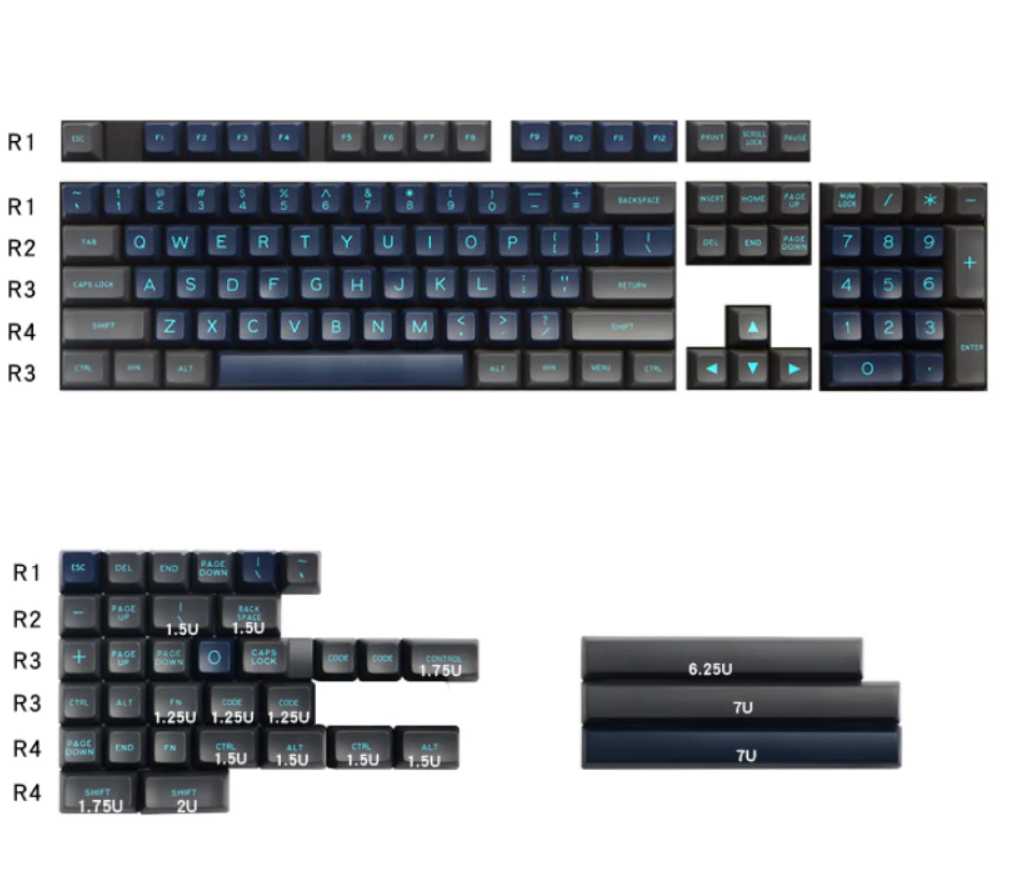 R1 ESC F1 F2 F3 F4 F5 F6 F7 F8 F9 F10 F11 F12 PRINT SCROLL LOCK PAUSE
R1 ~ ` ! 1 @ 2 # 3 $ 4 % 5 ^ 6 & 7 * 8 ( 9 ) 0 — - + = BACKSPACE INSERT HOME PAGE UP NUM LOCK / * -
R2 TAB Q W E R T Y U I O P { [ } ] | \ DEL END PAGE DOWN 7 8 9 +
R3 CAPS LOCK A S D F G H J K L : ; " ' RETURN 4 5 6
R4 SHIFT Z X C V B N M < , > . ? / SHIFT ▲ 1 2 3 ENTER
R3 CTRL WIN ALT ALT WIN MENU CTRL ◀ ▼ ▶ 0 .
R1 ESC DEL END PAGE DOWN | \ ~ `
R2 - PAGE UP | \ 1.5U BACK SPACE 1.5U
R3 + PAGE UP PAGE DOWN O CAPS LOCK CODE CODE CONTROL 1.75U
6.25U
R3 CTRL ALT FN 1.25U CODE 1.25U CODE 1.25U
7U
R4 PAGE DOWN END FN CTRL 1.5U ALT 1.5U CTRL 1.5U ALT 1.5U
7U
R4 SHIFT 1.75U SHIFT 2U